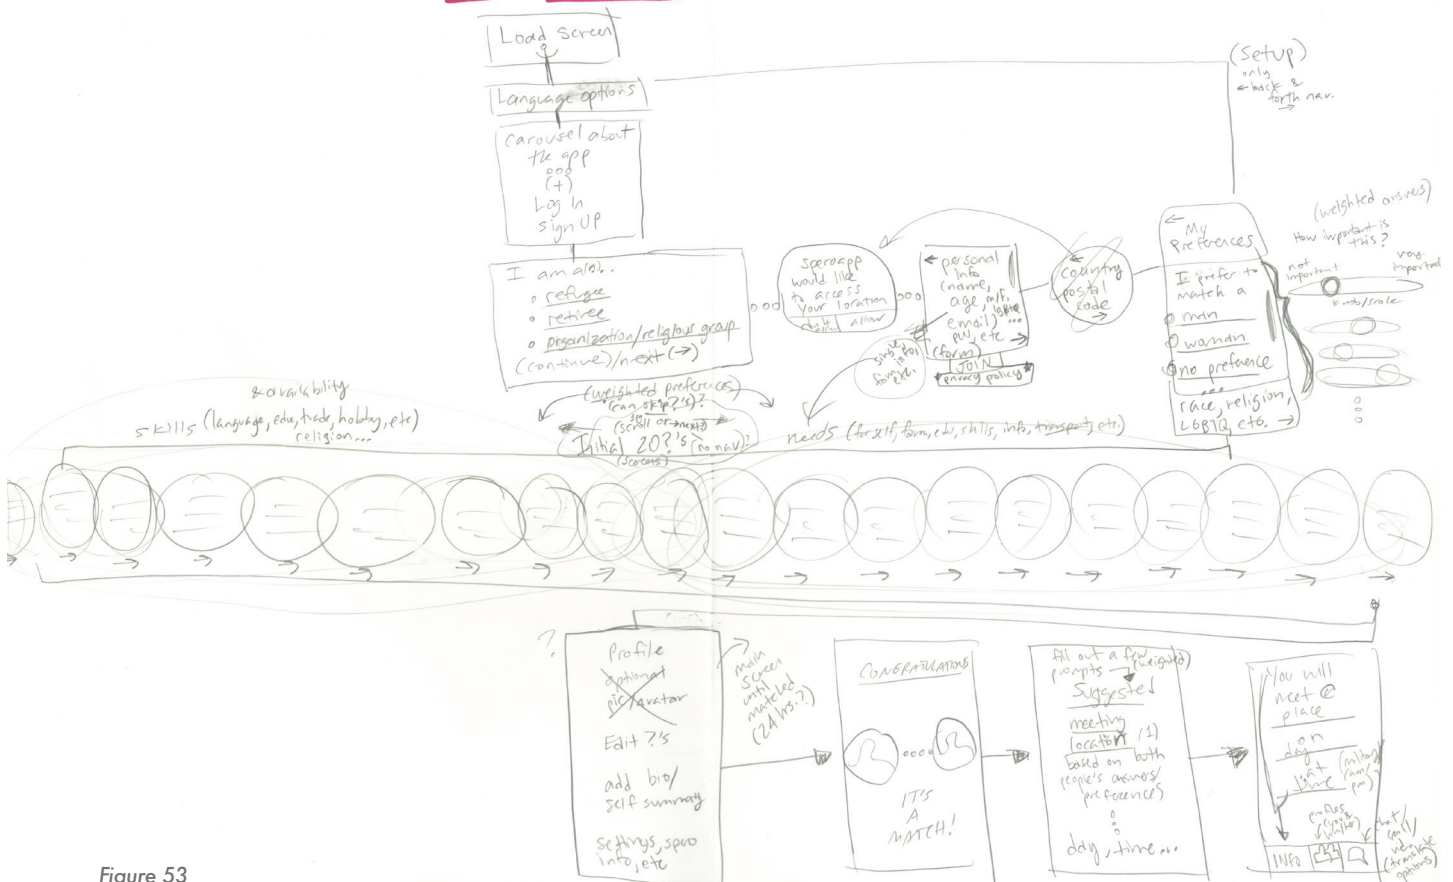 Load Screen
Language options
Carousel about
the app
(+)
Log In
Sign Up
(Setup)
only
← back &
forth nav.
→
I am a(n)..
refugee
retiree
organization/religious group
(continue)/next (→)
Speroapp
would like
to access
your location
don't allow
allow
← personal
info
(name,
age, m/f,
email)
pw, etc →
(form)
JOIN
privacy policy
←
country
postal
code
→
←
My
Preferences
I prefer to
match a
man
woman
no preference
...
race, religion,
LGBTQ, etc. →
(weighted answers)
How important is
this?
not
important
very
important
& availability
skills (language, edu, trade, hobby, etc)
religion...
(weighted preferences)
(can skip ?'s)?
(scroll or → next)?
Initial 20 ?'s (no nav)?
(screens)
needs (for self, fam, edu, skills, info, transport, etc.)
?
Profile
optional
pic/avatar
Edit ?'s
add bio/
self summary
settings, spero
info, etc
main
screen
until
matched
(24 hrs.?)
CONGRATULATIONS
IT'S
A
MATCH!
fill out a few
prompts (weighted)
Suggested
meeting
location (1)
based on both
people's answers/
preferences
day, time...
You will
meet @
place
on
day
at
time
INFO
chat/
call/
(translate
options)
Figure 53